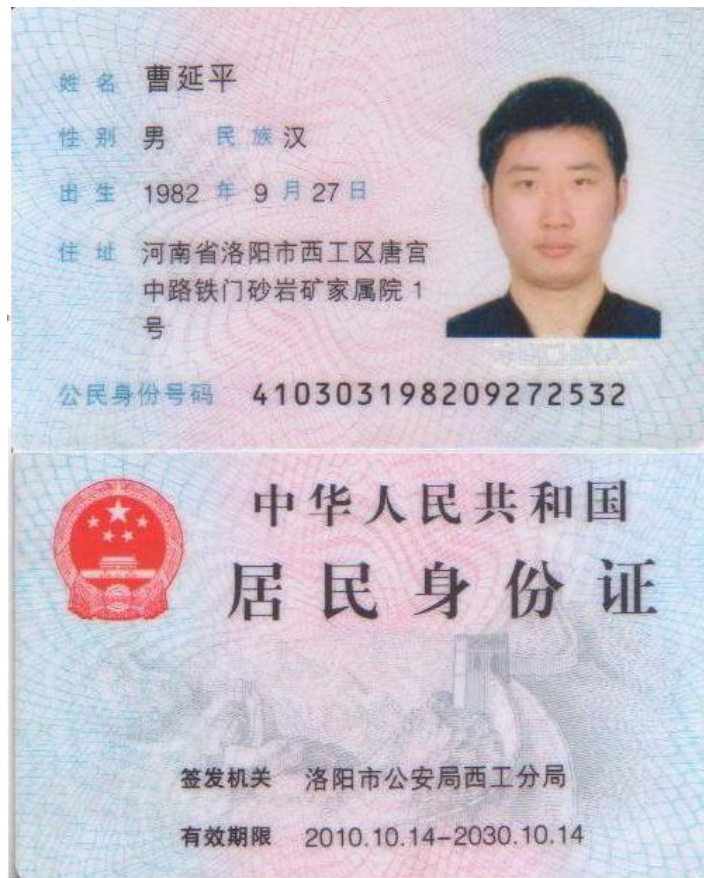 姓名 曹延平
性别 男 民族 汉
出生 1982 年 9 月 27 日
住址 河南省洛阳市西工区唐宫
中路铁门砂岩矿家属院 1
号
公民身份号码 410303198209272532
中华人民共和国
居民身份证
签发机关 洛阳市公安局西工分局
有效期限 2010.10.14-2030.10.14